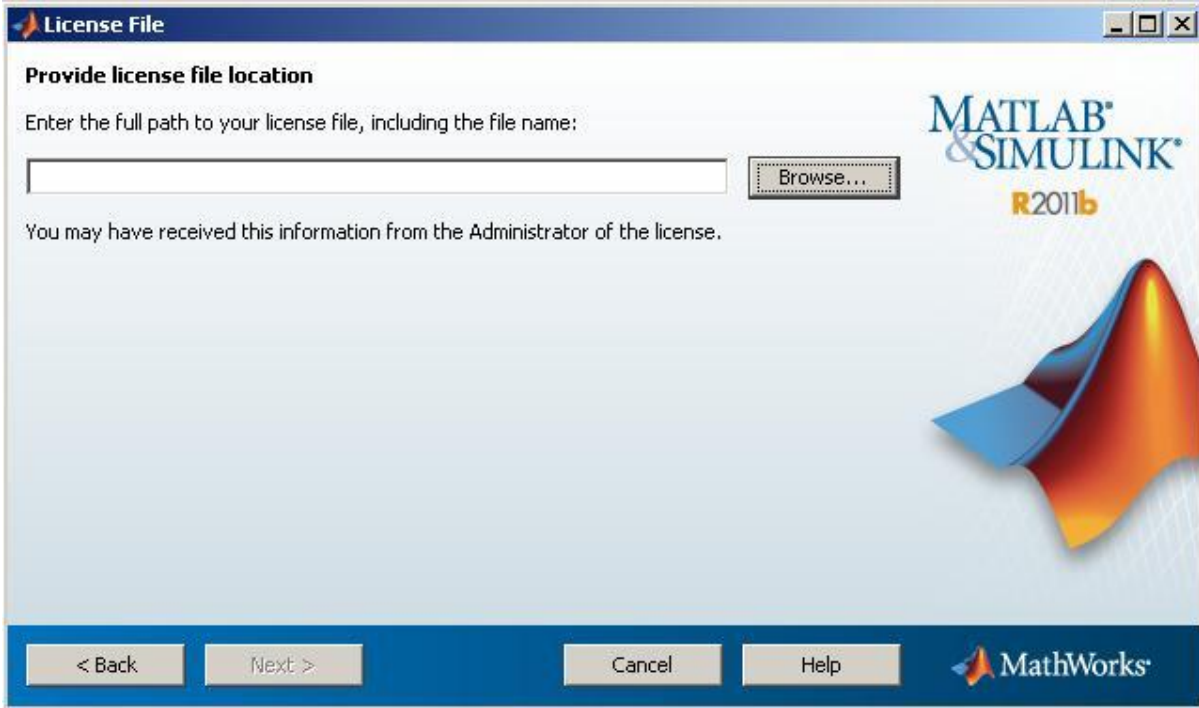 License File
Provide license file location
Enter the full path to your license file, including the file name:
Browse...
You may have received this information from the Administrator of the license.
MATLAB®
&SIMULINK®
R2011b
< Back
Next >
Cancel
Help
MathWorks®